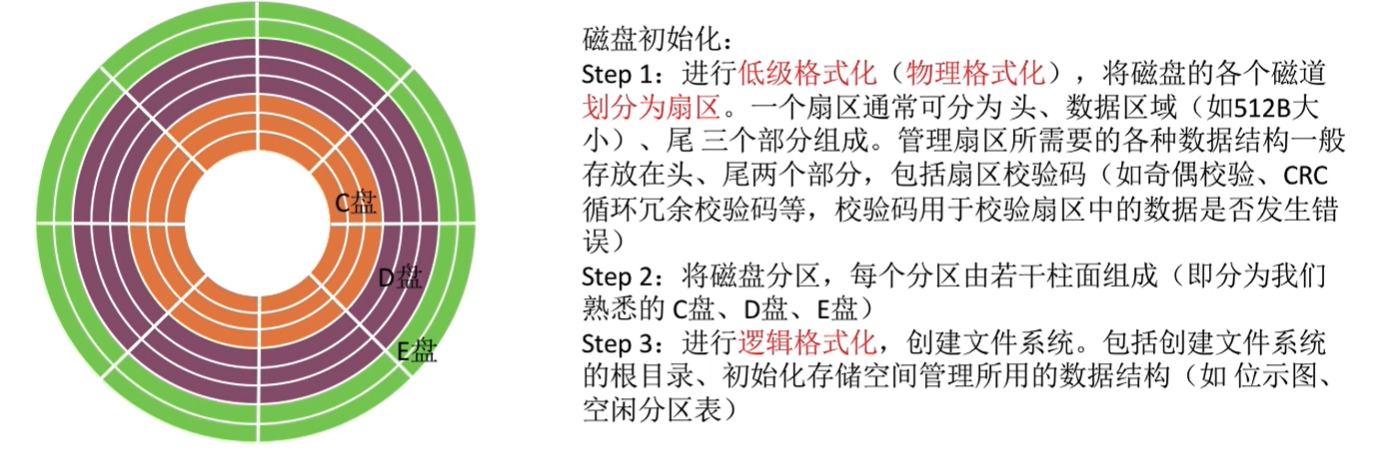 C盘
D盘
E盘
磁盘初始化：
Step 1：进行低级格式化（物理格式化），将磁盘的各个磁道
划分为扇区。一个扇区通常可分为 头、数据区域（如512B大
小）、尾 三个部分组成。管理扇区所需要的各种数据结构一般
存放在头、尾两个部分，包括扇区校验码（如奇偶校验、CRC
循环冗余校验码等，校验码用于校验扇区中的数据是否发生错
误）
Step 2：将磁盘分区，每个分区由若干柱面组成（即分为我们
熟悉的 C盘、D盘、E盘）
Step 3：进行逻辑格式化，创建文件系统。包括创建文件系统
的根目录、初始化存储空间管理所用的数据结构（如 位示图、
空闲分区表）